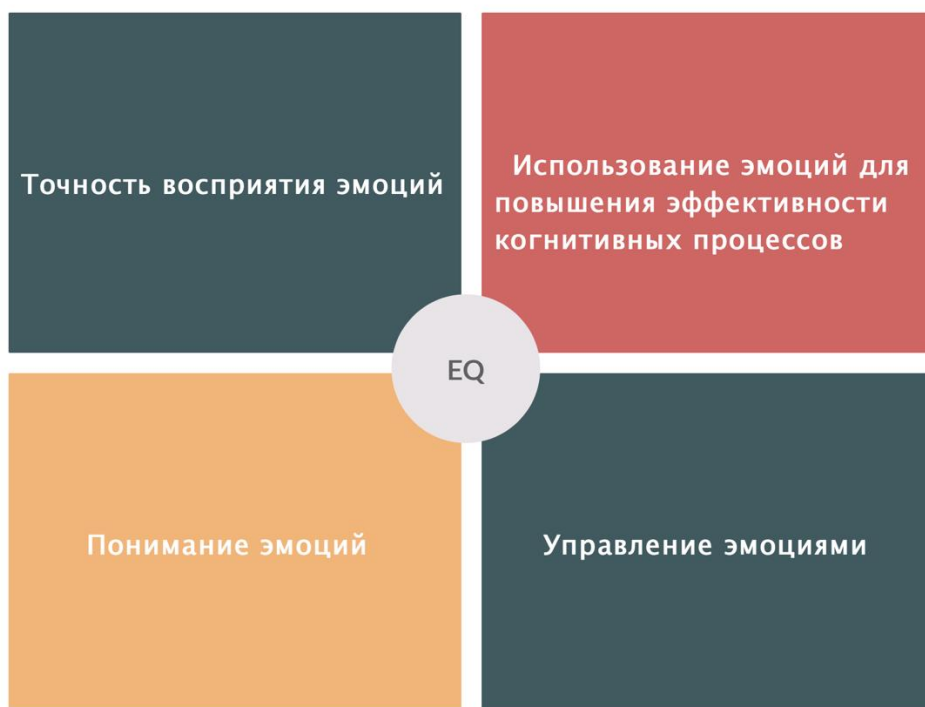 Точность восприятия эмоций
Использование эмоций для
повышения эффективности
когнитивных процессов
EQ
Понимание эмоций
Управление эмоциями